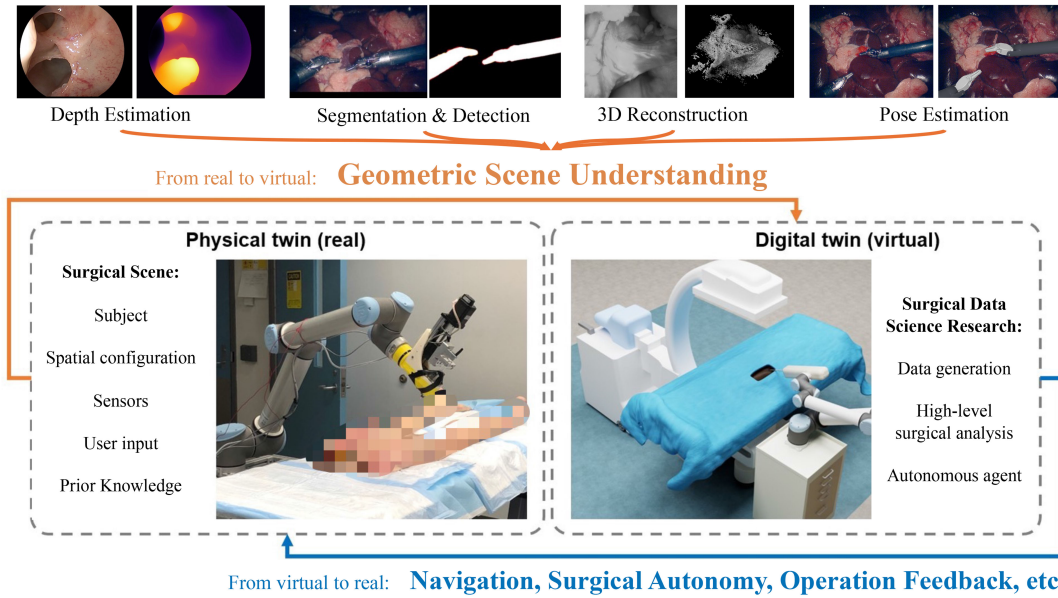 Depth Estimation
Segmentation & Detection
3D Reconstruction
Pose Estimation
From real to virtual: Geometric Scene Understanding
Physical twin (real)
Surgical Scene:
Subject
Spatial configuration
Sensors
User input
Prior Knowledge
Digital twin (virtual)
Surgical Data
Science Research:
Data generation
High-level
surgical analysis
Autonomous agent
From virtual to real: Navigation, Surgical Autonomy, Operation Feedback, etc